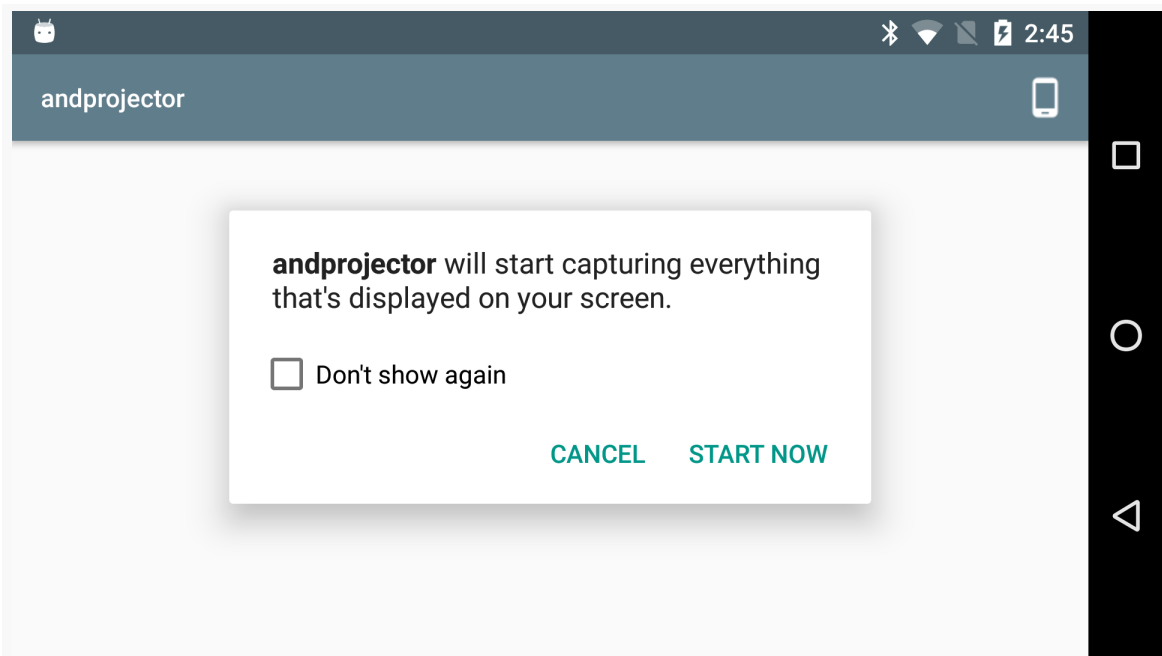 2:45
andprojector
andprojector will start capturing everything
that's displayed on your screen.
Don't show again
CANCEL START NOW